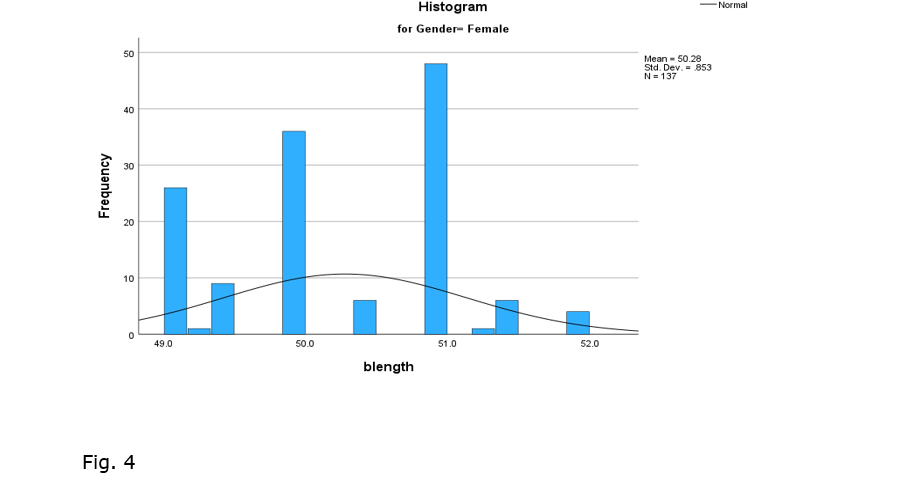 Histogram
Normal
for Gender= Female
Mean = 50.28
Std. Dev. = .853
N = 137
50
40
30
20
10
0
Frequency
49.0 50.0 51.0 52.0
blength
Fig. 4